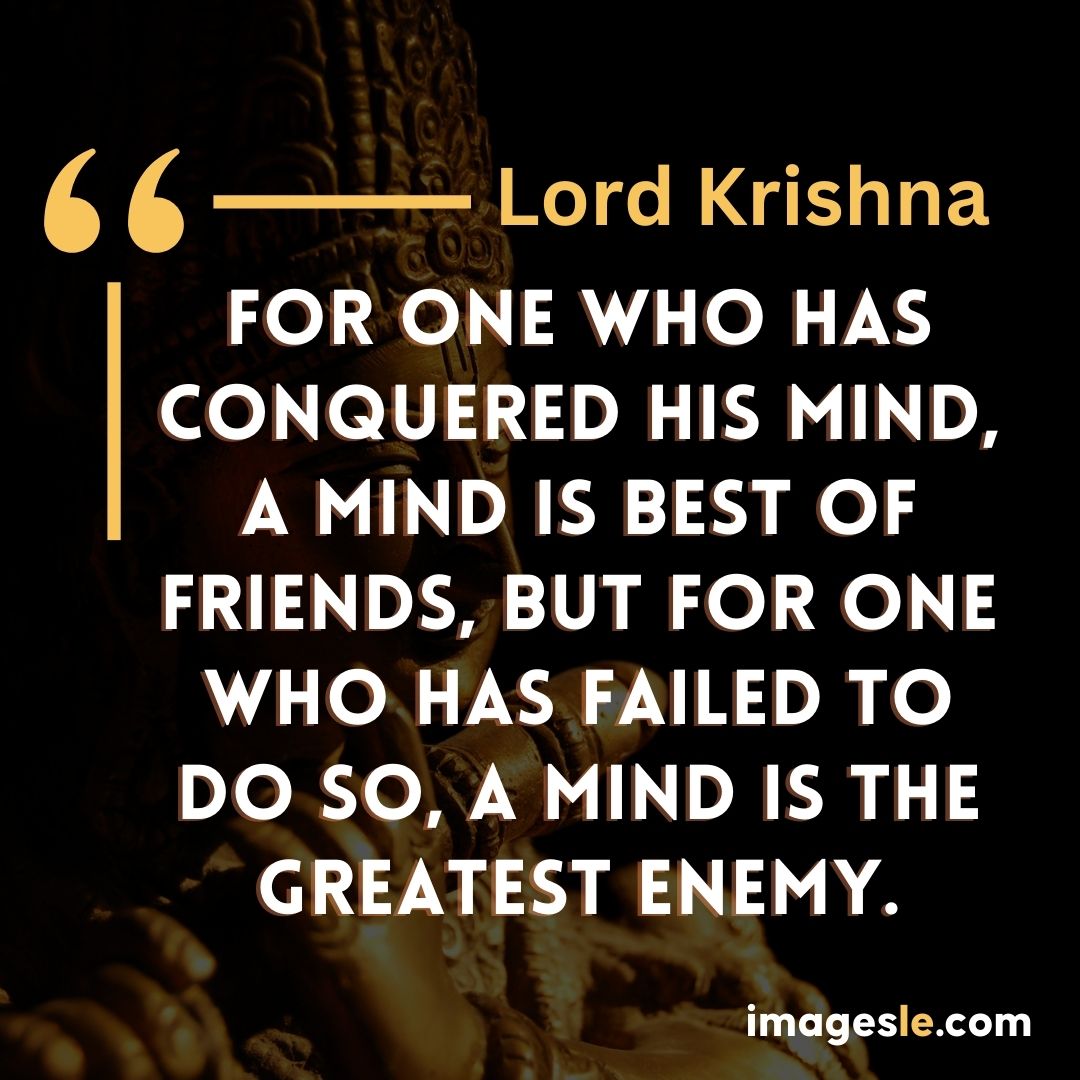 “ Lord Krishna
FOR ONE WHO HAS
CONQUERED HIS MIND,
A MIND IS BEST OF
FRIENDS, BUT FOR ONE
WHO HAS FAILED TO
DO SO, A MIND IS THE
GREATEST ENEMY.
imagesle.com